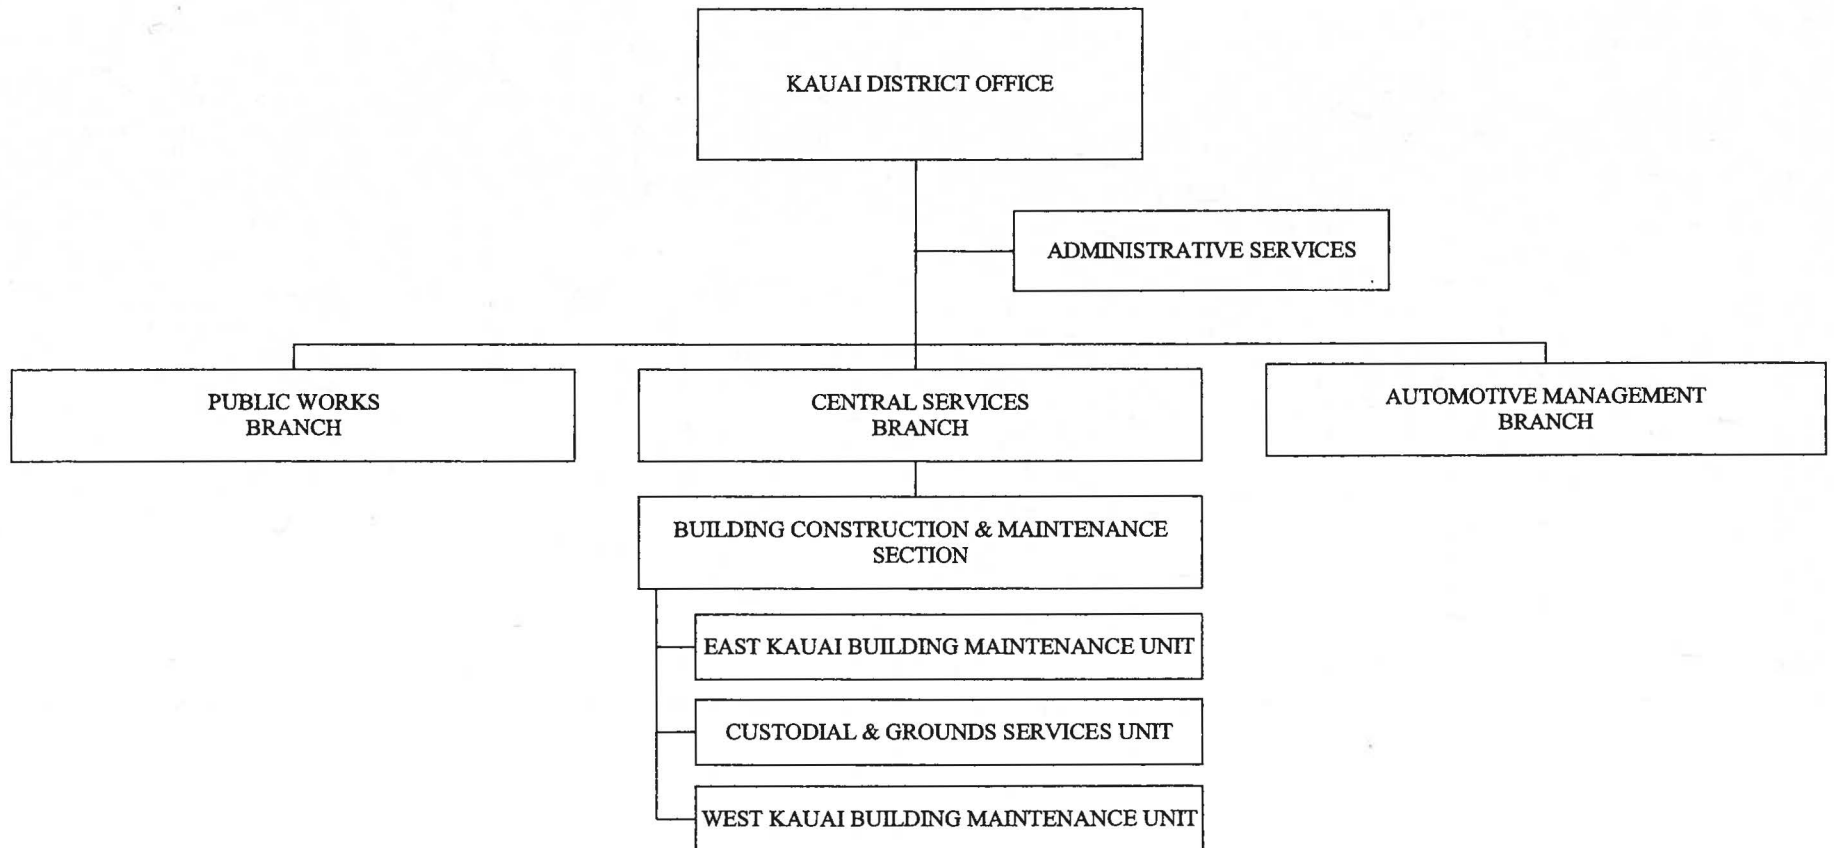 KAUAI DISTRICT OFFICE
ADMINISTRATIVE SERVICES
PUBLIC WORKS
BRANCH
CENTRAL SERVICES
BRANCH
AUTOMOTIVE MANAGEMENT
BRANCH
BUILDING CONSTRUCTION & MAINTENANCE
SECTION
EAST KAUAI BUILDING MAINTENANCE UNIT
CUSTODIAL & GROUNDS SERVICES UNIT
WEST KAUAI BUILDING MAINTENANCE UNIT